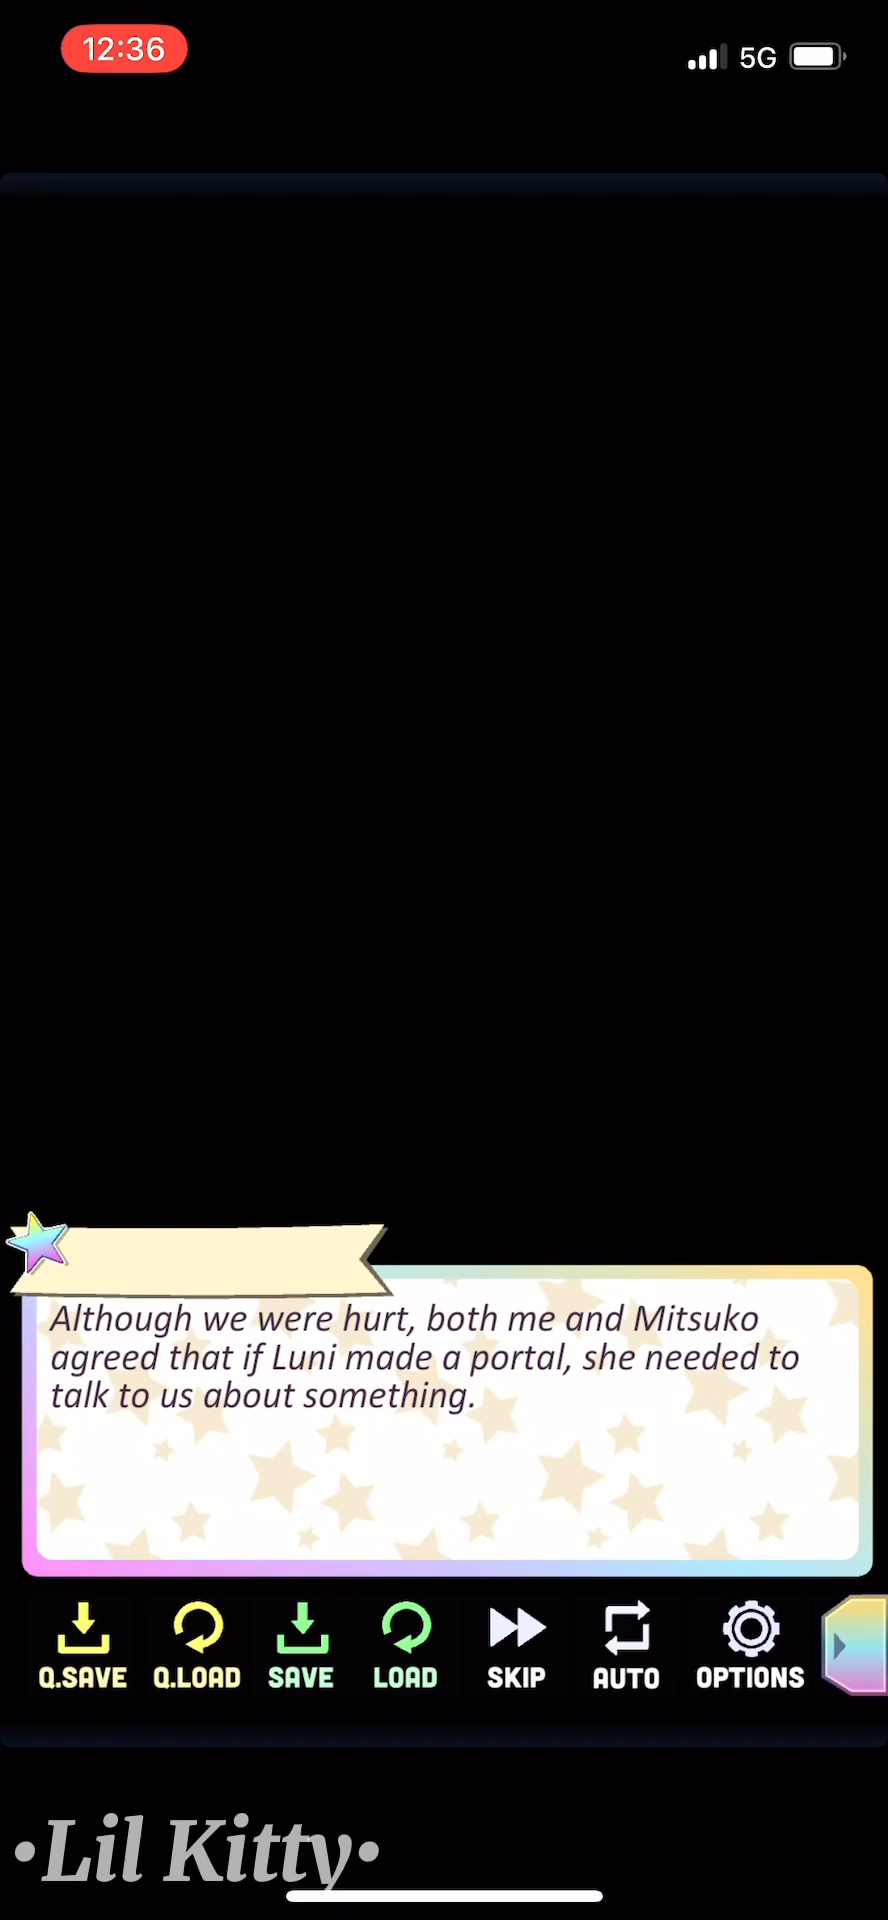 12:36
5G
Although we were hurt, both me and Mitsuko
agreed that if Luni made a portal, she needed to
talk to us about something.
Q.SAVE Q.LOAD SAVE LOAD SKIP AUTO OPTIONS
•Lil Kitty•